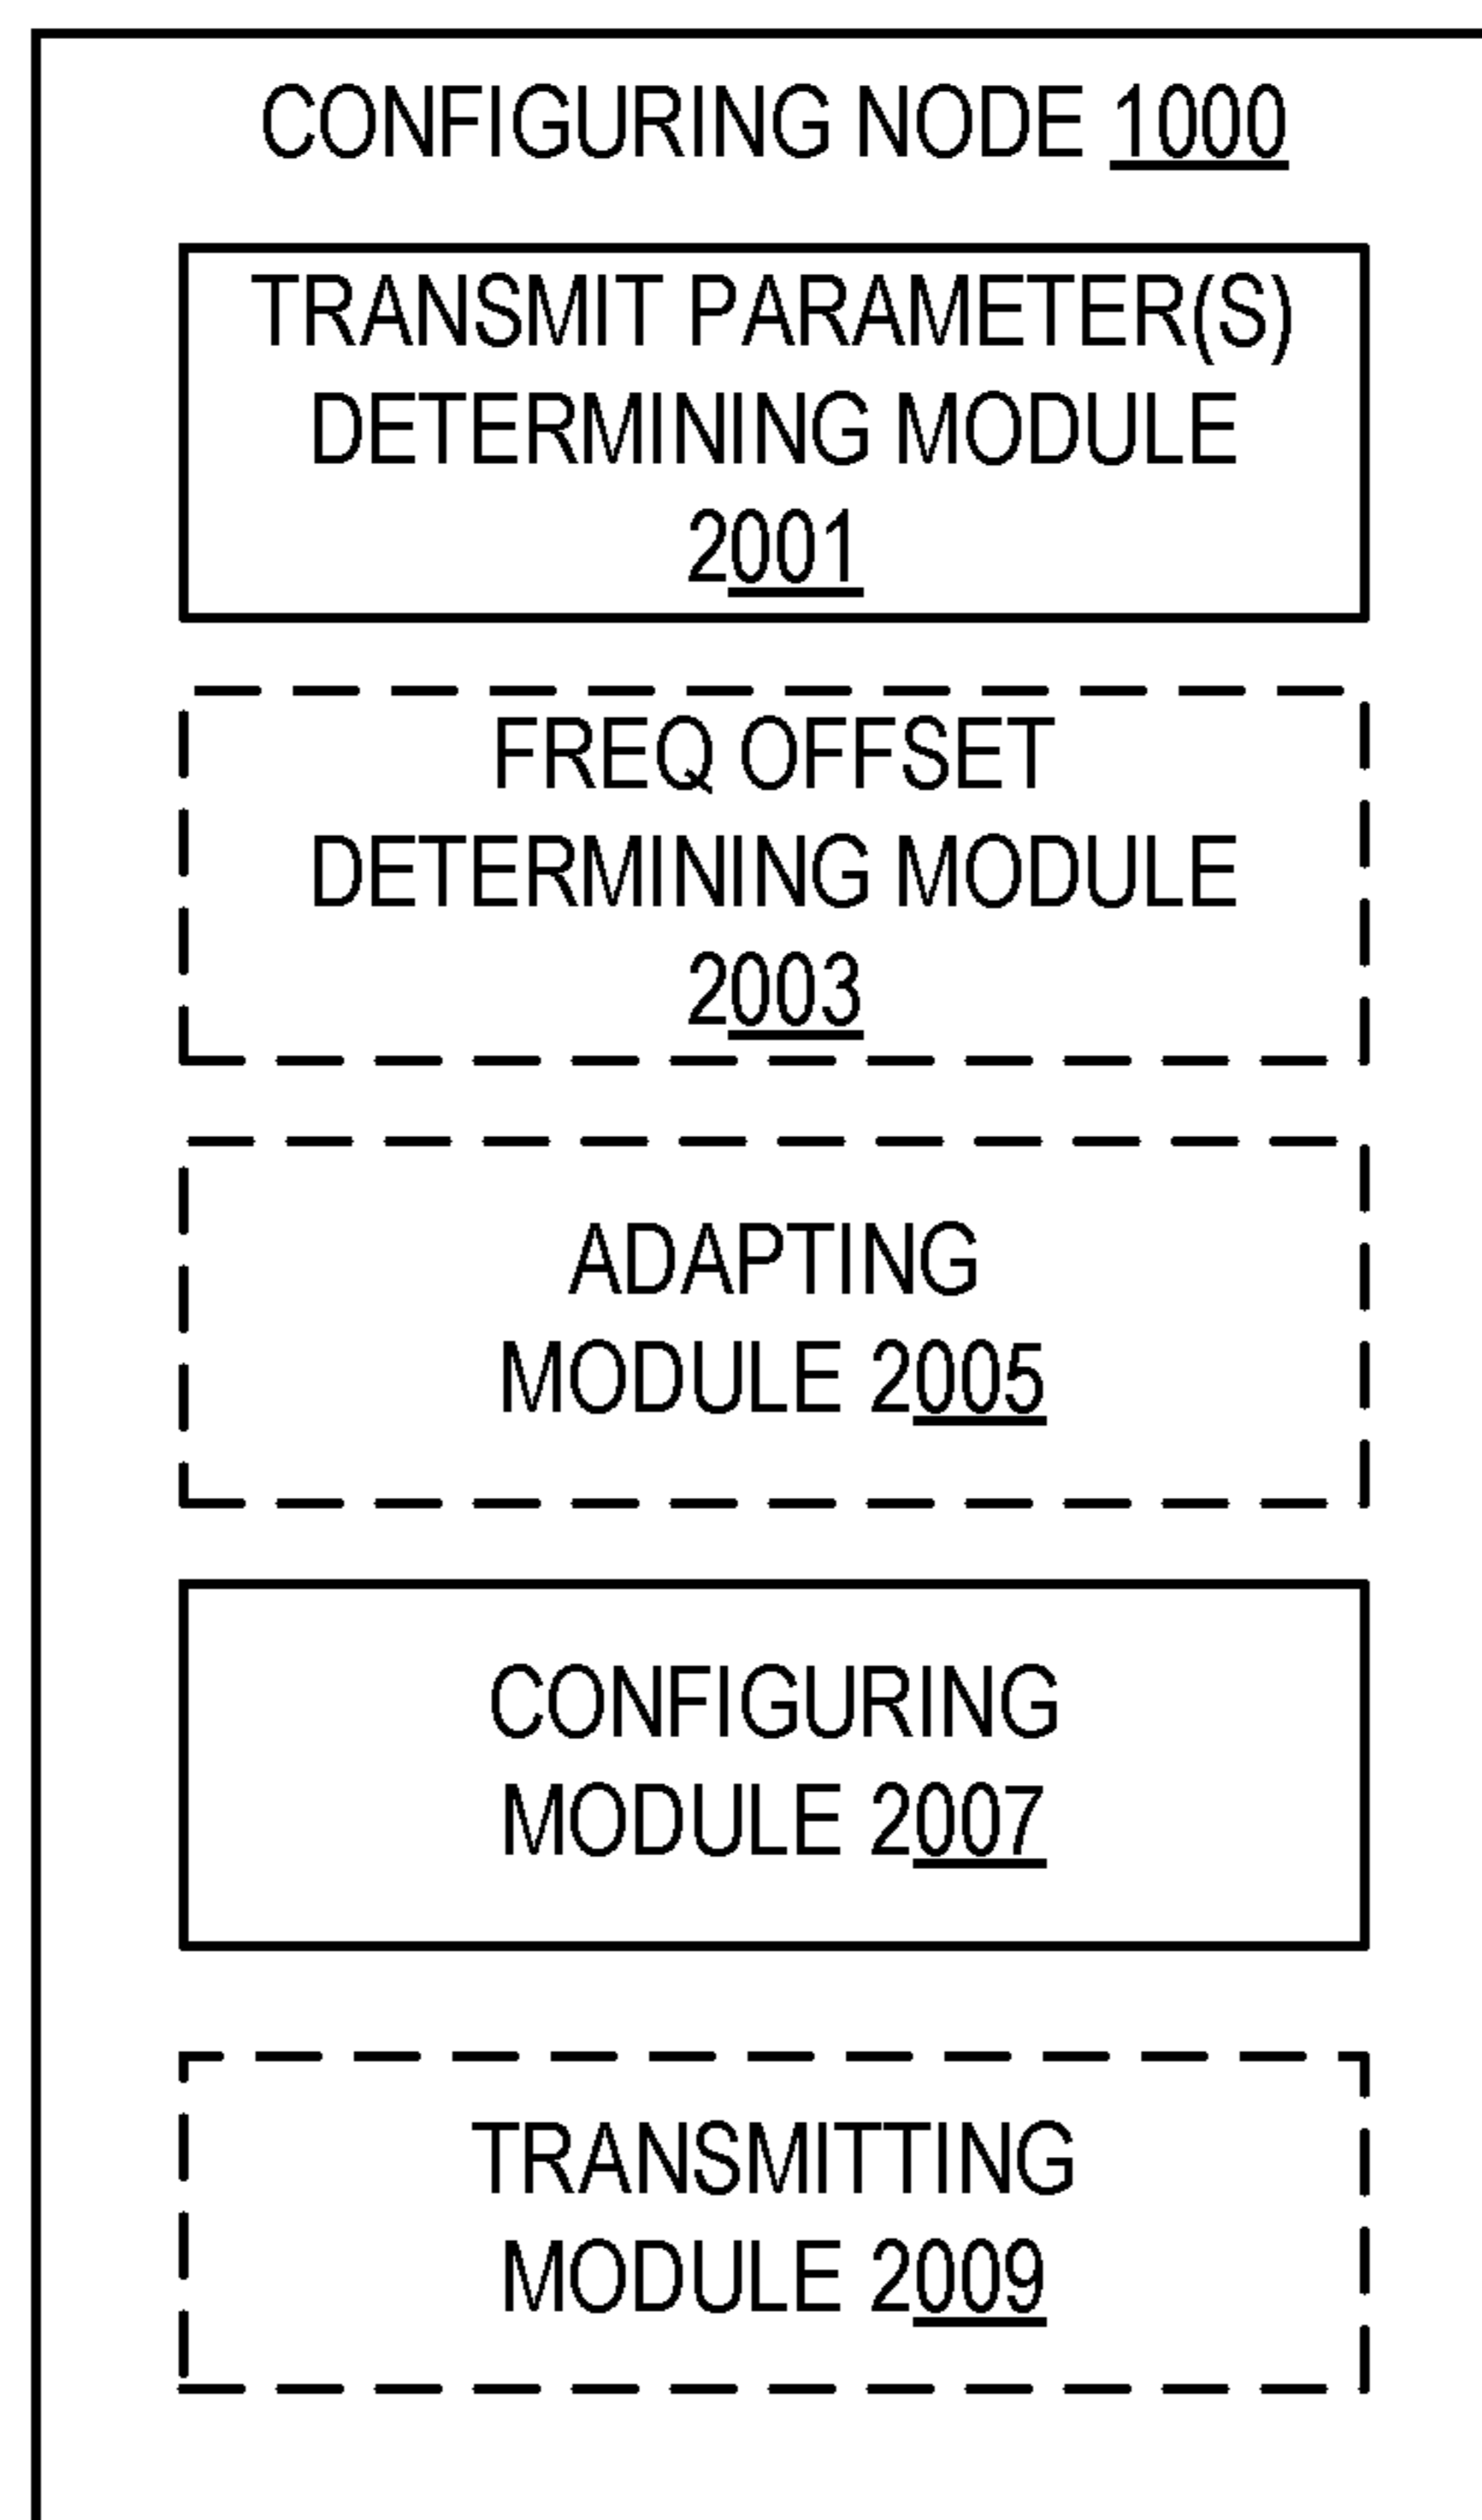 CONFIGURING NODE 1000
TRANSMIT PARAMETER(S)
DETERMINING MODULE
2001
FREQ OFFSET
DETERMINING MODULE
2003
ADAPTING
MODULE 2005
CONFIGURING
MODULE 2007
TRANSMITTING
MODULE 2009